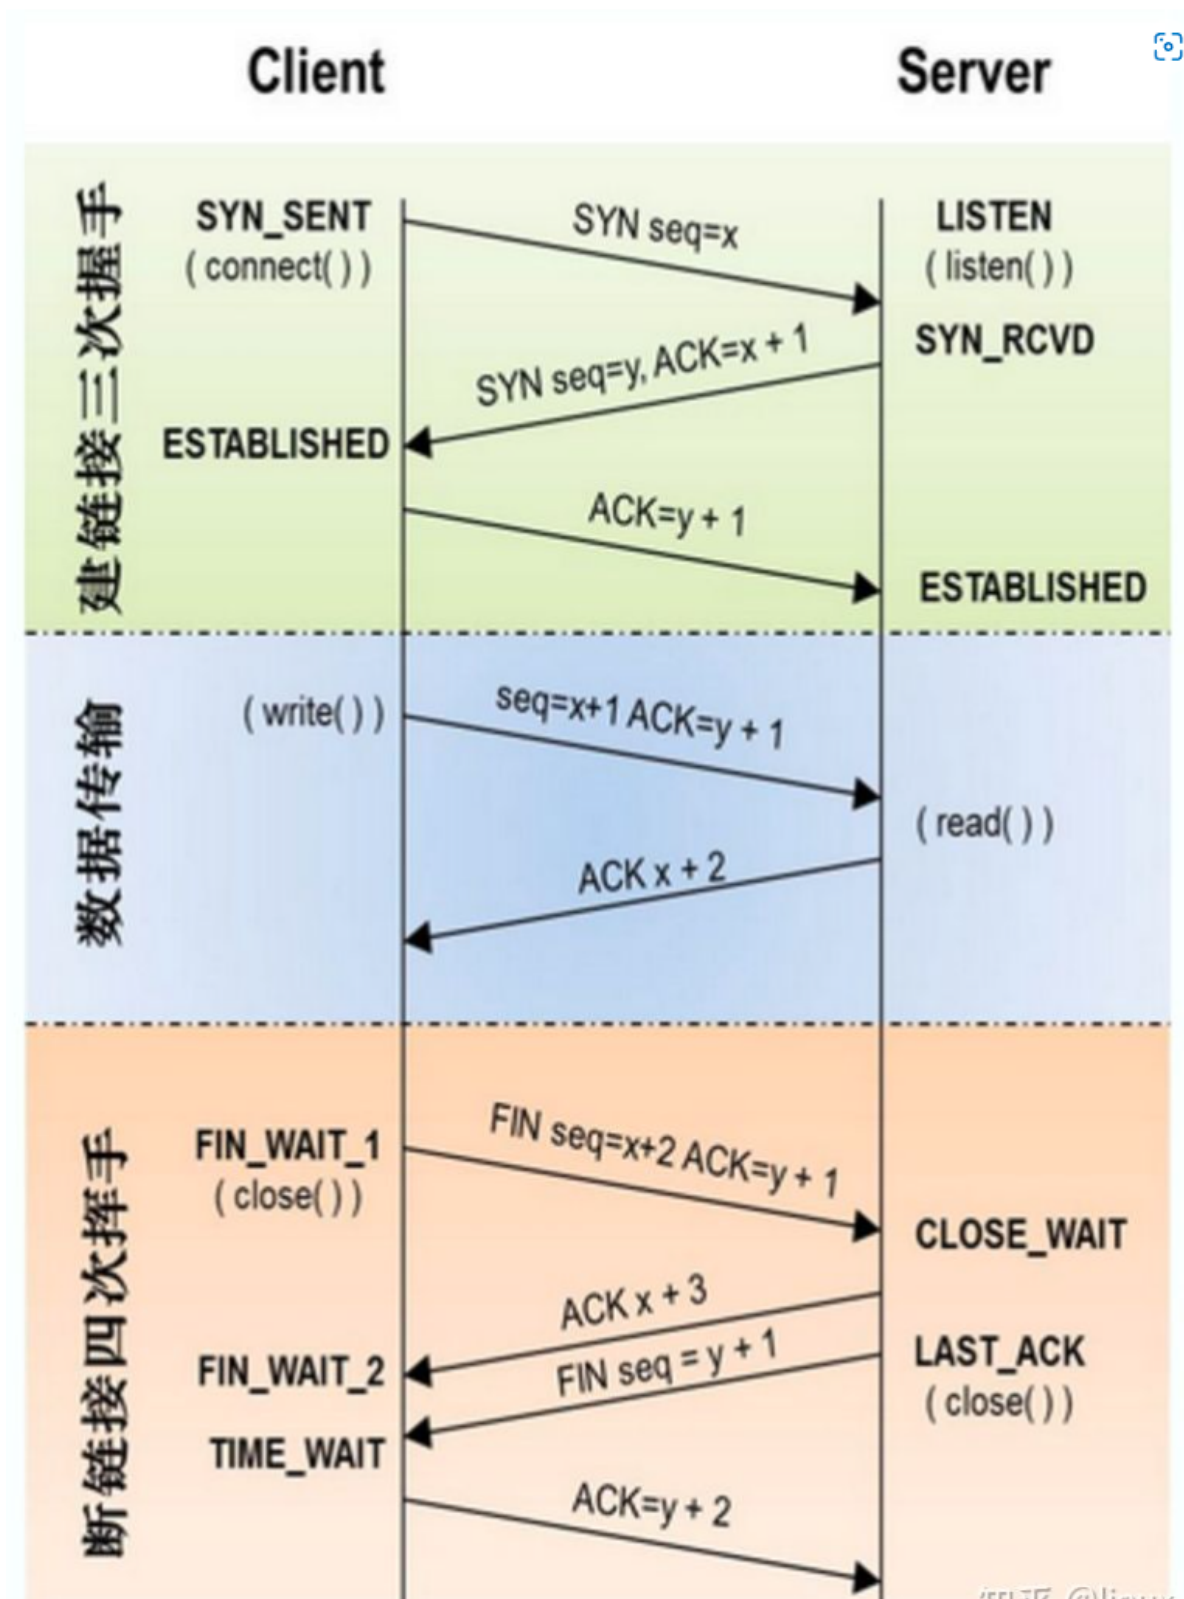 Client
Server
建链接三次握手
SYN_SENT
( connect( ) )
SYN seq=x
LISTEN
( listen( ) )
SYN_RCVD
SYN seq=y, ACK=x + 1
ESTABLISHED
ACK=y + 1
ESTABLISHED
数据传输
( write( ) )
seq=x+1 ACK=y + 1
( read( ) )
ACK x + 2
断链接四次挥手
FIN_WAIT_1
( close( ) )
FIN seq=x+2 ACK=y + 1
CLOSE_WAIT
ACK x + 3
FIN_WAIT_2
FIN seq = y + 1
LAST_ACK
( close( ) )
TIME_WAIT
ACK=y + 2